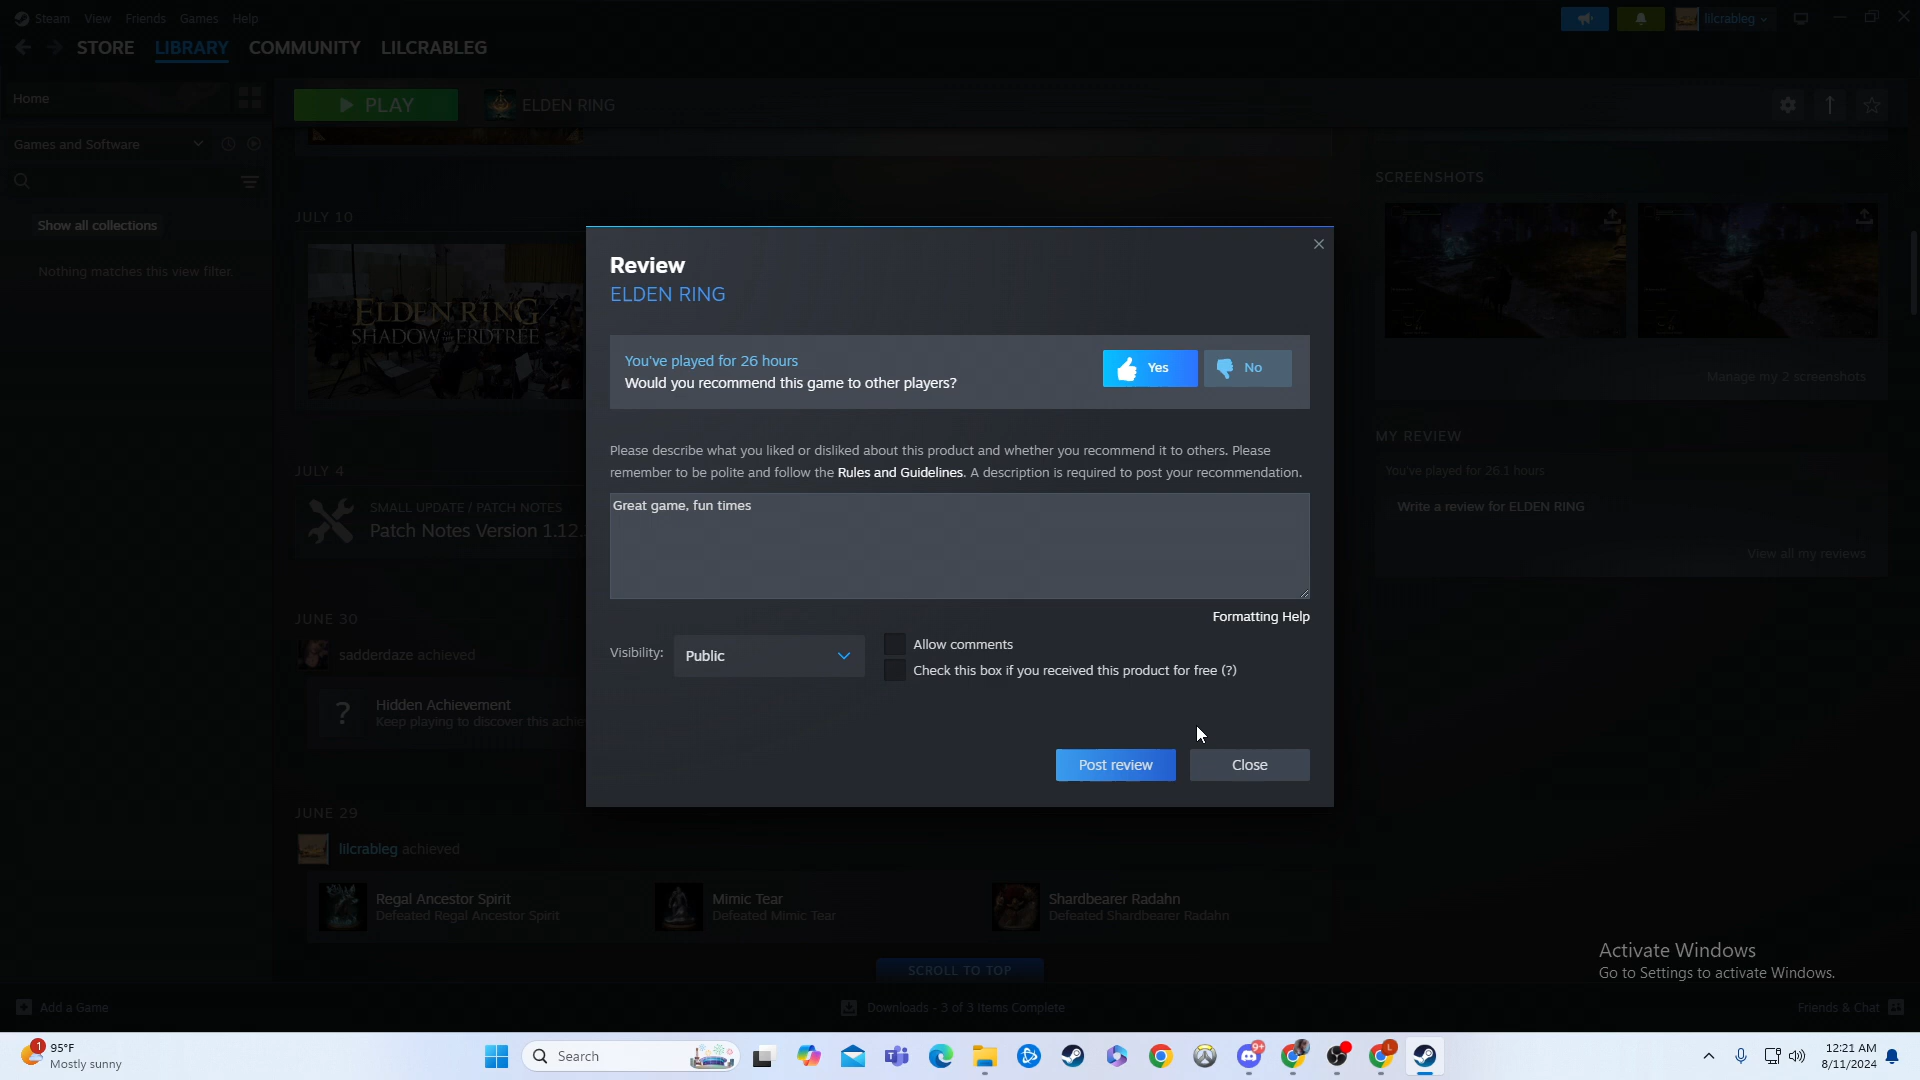 Steam View Friends Games Help
lilcrableg
STORE LIBRARY COMMUNITY LILCRABLEG
Home
PLAY
ELDEN RING
Games and Software
SCREENSHOTS
JULY 10
Show all collections
Nothing matches this view filter
ELDEN RING
SHADOW OF THE ERDTREE
Manage my 2 screenshots
Review
ELDEN RING
You've played for 26 hours
Would you recommend this game to other players?
Yes
No
Please describe what you liked or disliked about this product and whether you recommend it to others. Please
remember to be polite and follow the Rules and Guidelines. A description is required to post your recommendation.
Great game, fun times
Formatting Help
Visibility: Public
Allow comments
Check this box if you received this product for free (?)
Post review
Close
MY REVIEW
You've played for 26.1 hours
Write a review for ELDEN RING
View all my reviews
JULY 4
SMALL UPDATE / PATCH NOTES
Patch Notes Version 1.12.
JUNE 30
sadderdaze achieved
?
Hidden Achievement
Keep playing to discover this achie
JUNE 29
lilcrableg achieved
Regal Ancestor Spirit
Defeated Regal Ancestor Spirit
Mimic Tear
Defeated Mimic Tear
Shardbearer Radahn
Defeated Shardbearer Radahn
SCROLL TO TOP
Activate Windows
Go to Settings to activate Windows.
Add a Game
Downloads - 3 of 3 Items Complete
Friends & Chat
1
95°F
Mostly sunny
Search
9+
L
12:21 AM
8/11/2024